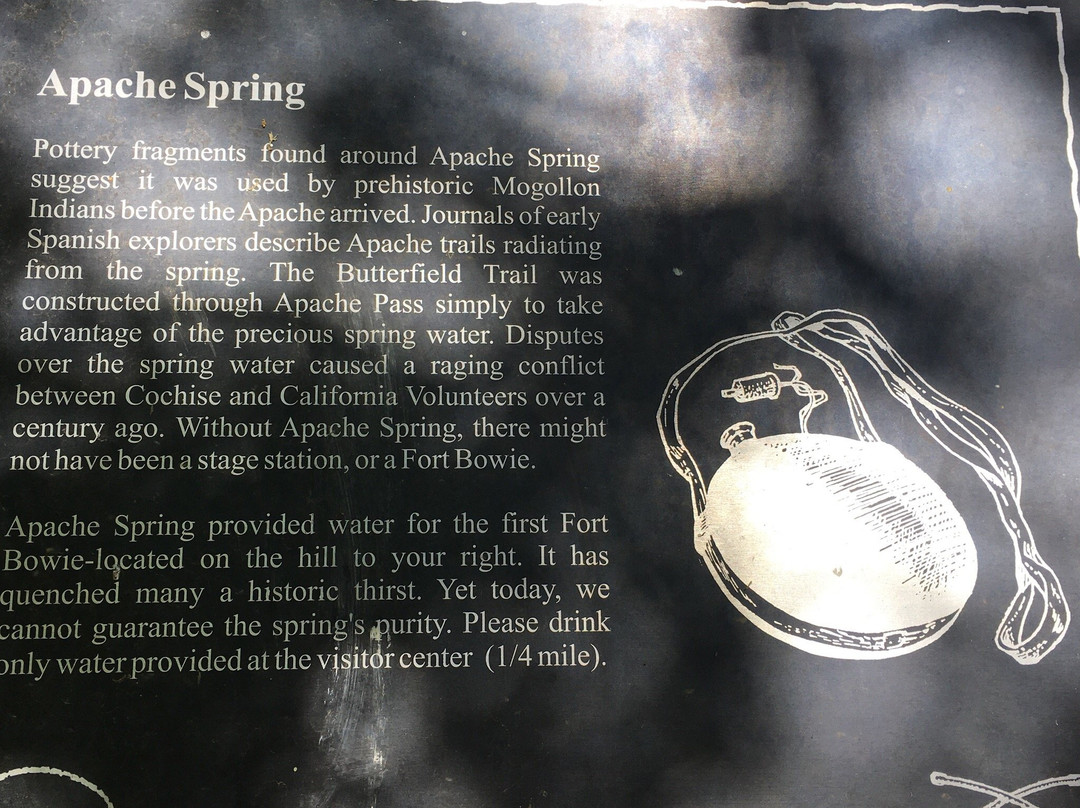 Apache Spring
Pottery fragments found around Apache Spring
suggest it was used by prehistoric Mogollon
Indians before the Apache arrived. Journals of early
Spanish explorers describe Apache trails radiating
from the spring. The Butterfield Trail was
constructed through Apache Pass simply to take
advantage of the precious spring water. Disputes
over the spring water caused a raging conflict
between Cochise and California Volunteers over a
century ago. Without Apache Spring, there might
not have been a stage station, or a Fort Bowie.
Apache Spring provided water for the first Fort
Bowie-located on the hill to your right. It has
quenched many a historic thirst. Yet today, we
cannot guarantee the spring's purity. Please drink
only water provided at the visitor center (1/4 mile).